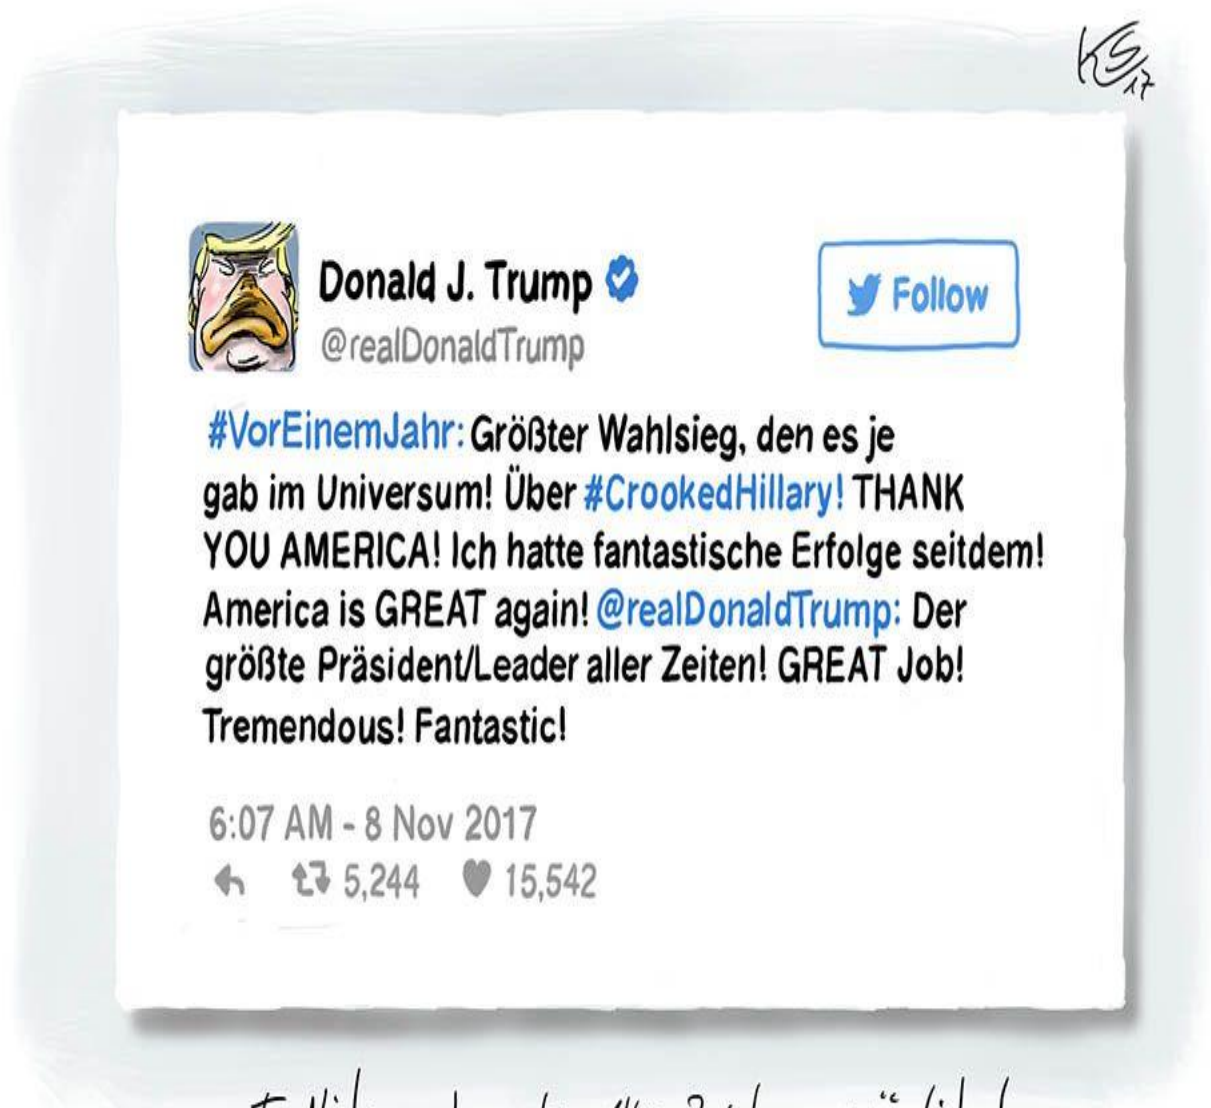 KS
17
Donald J. Trump
@realDonaldTrump
Follow
#VorEinemJahr: Größter Wahlsieg, den es je
gab im Universum! Über #CrookedHillary! THANK
YOU AMERICA! Ich hatte fantastische Erfolge seitdem!
America is GREAT again! @realDonaldTrump: Der
größte Präsident/Leader aller Zeiten! GREAT Job!
Tremendous! Fantastic!
6:07 AM - 8 Nov 2017
5,244 15,542